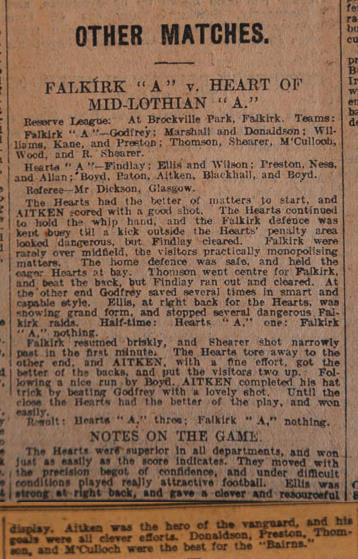 OTHER MATCHES.
FALKIRK "A" v. HEART OF
MID-LOTHIAN "A."
Reserve League: At Brockville Park, Falkirk. Teams:
Falkirk "A"—Godfrey; Marshall and Donaldson; Wil-
liams, Kane, and Preston; Thomson, Shearer, M'Culloch,
Wood, and R. Shearer.
Hearts "A"—Findlay; Ellis and Wilson; Preston, Ness,
and Allan; Boyd, Paton, Aitken, Blackhall, and Boyd.
Referee—Mr Dickson, Glasgow.
The Hearts had the better of matters to start, and
AITKEN scored with a good shot. The Hearts continued
to hold the whip hand, and the Falkirk defence was
kept busy till a kick outside the Hearts' penalty area
looked dangerous, but Findlay cleared. Falkirk were
rarely over midfield, the visitors practically monopolising
matters. The home defence was safe, and held the
eager Hearts at bay. Thomson went centre for Falkirk,
and beat the back, but Findlay ran out and cleared. At
the other end Godfrey saved several times in smart and
capable style. Ellis, at right back for the Hearts, was
showing grand form, and stopped several dangerous Fal-
kirk raids. Half-time: Hearts "A," one; Falkirk
"A," nothing.
Falkirk resumed briskly, and Shearer shot narrowly
past in the first minute. The Hearts tore away to the
other end, and AITKEN, with a fine effort, got the
better of the backs, and put the visitors two up. Fol-
lowing a nice run by Boyd, AITKEN completed his hat
trick by beating Godfrey with a lovely shot. Until the
close the Hearts had the better of the play, and won
easily.
Result: Hearts "A," three; Falkirk "A," nothing.
NOTES ON THE GAME.
The Hearts were superior in all departments, and won
just as easily as the score indicates. They moved with
the precision begot of confidence, and under difficult
conditions played really attractive football. Ellis was
strong at right back, and gave a clever and resourceful
display. Aitken was the hero of the vanguard, and his
goals were all clever efforts. Donaldson, Preston, Thom-
son, and M'Culloch were the best for the "Bairns."